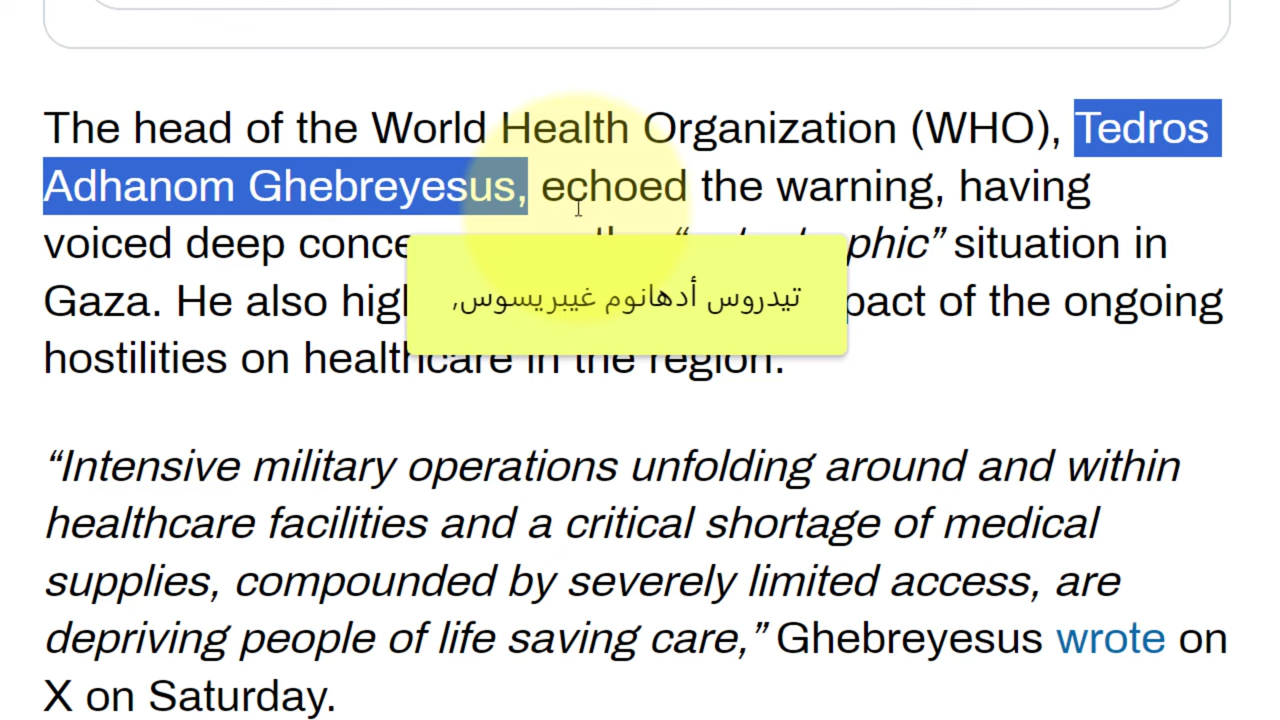 The head of the World Health Organization (WHO), Tedros
Adhanom Ghebreyesus, echoed the warning, having
voiced deep phic” situation in
Gaza. He also pact of the ongoing
hostilities on healthcare in the region.
تيدروس أدهانوم غيبريسوس,
“Intensive military operations unfolding around and within
healthcare facilities and a critical shortage of medical
supplies, compounded by severely limited access, are
depriving people of life saving care,” Ghebreyesus wrote on
X on Saturday.